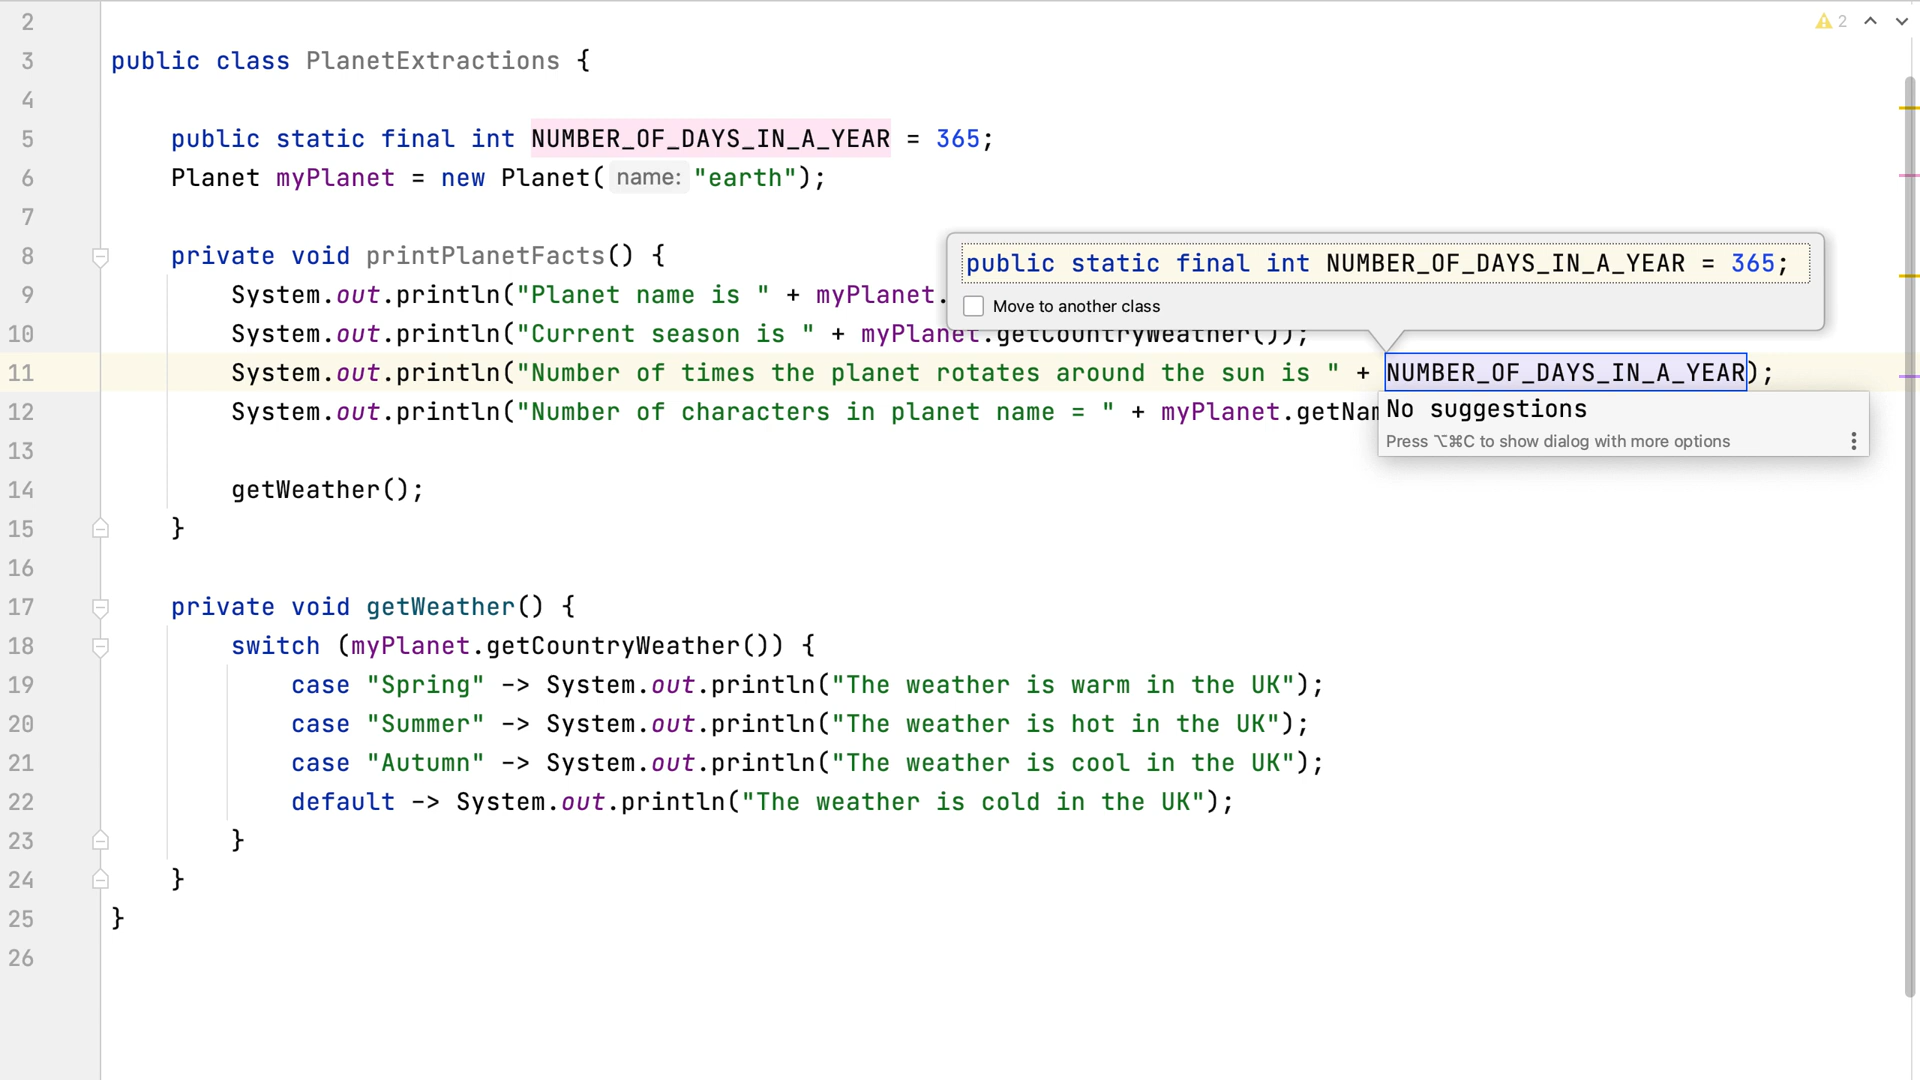 2
⚠ 2
3 public class PlanetExtractions {
4
5 public static final int NUMBER_OF_DAYS_IN_A_YEAR = 365;
6 Planet myPlanet = new Planet( name: "earth");
7
8 private void printPlanetFacts() {
public static final int NUMBER_OF_DAYS_IN_A_YEAR = 365;
9 System.out.println("Planet name is " + myPlanet.
Move to another class
10 System.out.println("Current season is " + myPlanet.getCountryWeather());
11 System.out.println("Number of times the planet rotates around the sun is " + NUMBER_OF_DAYS_IN_A_YEAR);
12 System.out.println("Number of characters in planet name = " + myPlanet.getNam
No suggestions
Press ⌥⌘C to show dialog with more options
13
14 getWeather();
15 }
16
17 private void getWeather() {
18 switch (myPlanet.getCountryWeather()) {
19 case "Spring" -> System.out.println("The weather is warm in the UK");
20 case "Summer" -> System.out.println("The weather is hot in the UK");
21 case "Autumn" -> System.out.println("The weather is cool in the UK");
22 default -> System.out.println("The weather is cold in the UK");
23 }
24 }
25 }
26